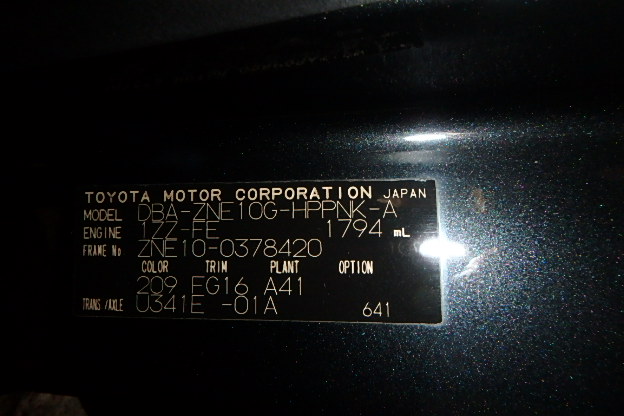 TOYOTA MOTOR CORPORATION JAPAN
MODEL DBA-ZNE10G-HPPNK-A
ENGINE 1ZZ-FE 1794 mL
FRAME No ZNE10-0378420
COLOR TRIM PLANT OPTION
209 FG16 A41
TRANS/AXLE U341E -01A 641